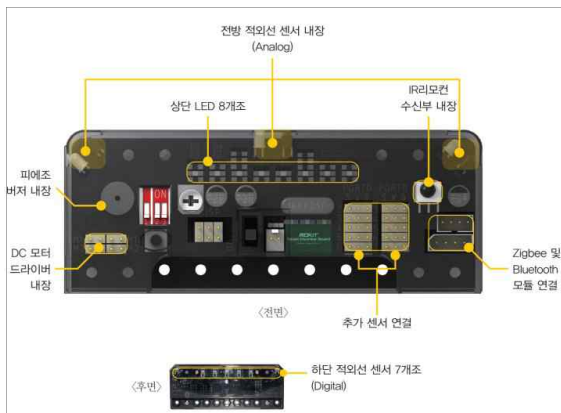 전방 적외선 센서 내장
(Analog)
상단 LED 8개조
IR리모컨
수신부 내장
피에조
버저 내장
ON
DC 모터
드라이버
내장
Zigbee 및
Bluetooth
모듈 연결
〈전면〉
추가 센서 연결
〈후면〉
하단 적외선 센서 7개조
(Digital)